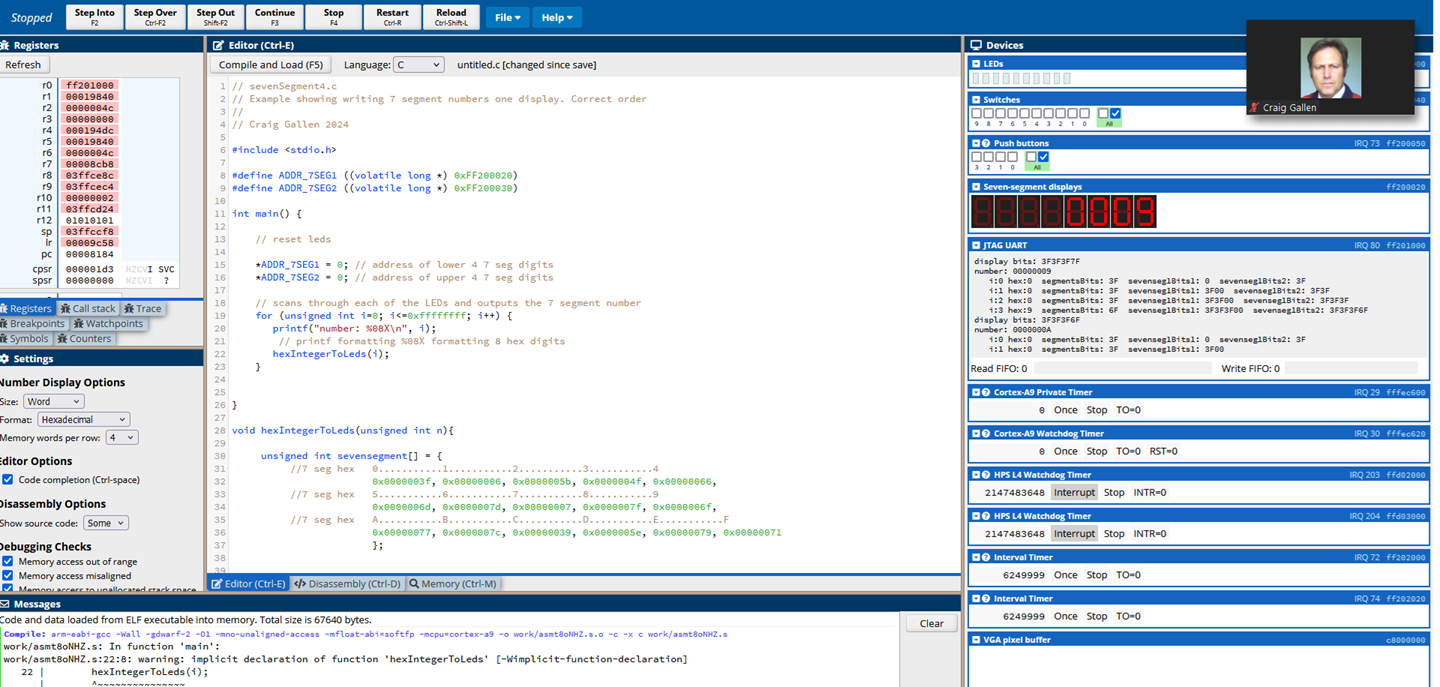 Stopped
Step Into
F2
Step Over
Ctrl-F2
Step Out
Shift-F2
Continue
F3
Stop
F4
Restart
Ctrl-R
Reload
Ctrl-Shift-L
File
Help
Registers
Refresh
r0 ff201000
r1 00019840
r2 0000004c
r3 00000000
r4 000194dc
r5 00019840
r6 0000004c
r7 00008cb8
r8 03ffce8c
r9 03ffcec4
r10 00000002
r11 03ffcd24
r12 01010101
sp 03ffccf8
lr 00009c58
pc 00008184
cpsr 000001d3 NZCVI SVC
spsr 00000000 NZCVI ?
Registers Call stack Trace
Breakpoints Watchpoints
Symbols Counters
Settings
Number Display Options
Size: Word
Format: Hexadecimal
Memory words per row: 4
Editor Options
Code completion (Ctrl-space)
Disassembly Options
Show source code: Some
Debugging Checks
Memory access out of range
Memory access misaligned
Memory access to unallocated stack space
Editor (Ctrl-E)
Compile and Load (F5) Language: C untitled.c [changed since save]
1 // sevenSegment4.c
2 // Example showing writing 7 segment numbers one display. Correct order
3 //
4 // Craig Gallen 2024
5
6 #include <stdio.h>
7
8 #define ADDR_7SEG1 ((volatile long *) 0xFF200020)
9 #define ADDR_7SEG2 ((volatile long *) 0xFF200030)
10
11 int main() {
12
13 // reset leds
14
15 *ADDR_7SEG1 = 0; // address of lower 4 7 seg digits
16 *ADDR_7SEG2 = 0; // address of upper 4 7 seg digits
17
18 // scans through each of the LEDs and outputs the 7 segment number
19 for (unsigned int i=0; i<=0xffffffff; i++) {
20 printf("number: %08X\n", i);
21 // printf formatting %08X formatting 8 hex digits
22 hexIntegerToLeds(i);
23 }
24
25
26 }
27
28 void hexIntegerToLeds(unsigned int n){
29
30 unsigned int sevensegment[] = {
31 //7 seg hex 0...........1...........2...........3...........4
32 0x0000003f, 0x00000006, 0x0000005b, 0x0000004f, 0x00000066,
33 //7 seg hex 5...........6...........7...........8...........9
34 0x0000006d, 0x0000007d, 0x00000007, 0x0000007f, 0x0000006f,
35 //7 seg hex A...........B...........C...........D...........E...........F
36 0x00000077, 0x0000007c, 0x00000039, 0x0000005e, 0x00000079, 0x00000071
37 };
38
39
Editor (Ctrl-E) Disassembly (Ctrl-D) Memory (Ctrl-M)
Messages
Code and data loaded from ELF executable into memory. Total size is 67640 bytes.
Compile: arm-eabi-gcc -Wall -gdwarf-2 -O1 -mno-unaligned-access -mfloat-abi=softfp -mcpu=cortex-a9 -o work/asmt8oNHZ.s.o -c -x c work/asmt8oNHZ.s
work/asmt8oNHZ.s: In function 'main':
work/asmt8oNHZ.s:22:8: warning: implicit declaration of function 'hexIntegerToLeds' [-Wimplicit-function-declaration]
22 | hexIntegerToLeds(i);
| ^~~~~~~~~~~~~~~~
Clear
Devices
LEDs
Switches
9 8 7 6 5 4 3 2 1 0 All
Push buttons IRQ 73 ff200050
3 2 1 0 All
Craig Gallen
Seven-segment displays ff200020
0009
JTAG UART IRQ 80 ff201000
display bits: 3F3F3F7F
number: 00000009
i:0 hex:0 segmentsBits: 3F sevenseglBits1: 0 sevenseglBits2: 3F
i:1 hex:0 segmentsBits: 3F sevenseglBits1: 3F00 sevenseglBits2: 3F3F
i:2 hex:0 segmentsBits: 3F sevenseglBits1: 3F3F00 sevenseglBits2: 3F3F3F
i:3 hex:9 segmentsBits: 6F sevenseglBits1: 3F3F3F00 sevenseglBits2: 3F3F3F6F
display bits: 3F3F3F6F
number: 0000000A
i:0 hex:0 segmentsBits: 3F sevenseglBits1: 0 sevenseglBits2: 3F
i:1 hex:0 segmentsBits: 3F sevenseglBits1: 3F00
Read FIFO: 0 Write FIFO: 0
Cortex-A9 Private Timer IRQ 29 fffec600
0 Once Stop TO=0
Cortex-A9 Watchdog Timer IRQ 30 fffec620
0 Once Stop TO=0 RST=0
HPS L4 Watchdog Timer IRQ 203 ffd02000
2147483648 Interrupt Stop INTR=0
HPS L4 Watchdog Timer IRQ 204 ffd03000
2147483648 Interrupt Stop INTR=0
Interval Timer IRQ 72 ff202000
6249999 Once Stop TO=0
Interval Timer IRQ 74 ff202020
6249999 Once Stop TO=0
VGA pixel buffer c8000000